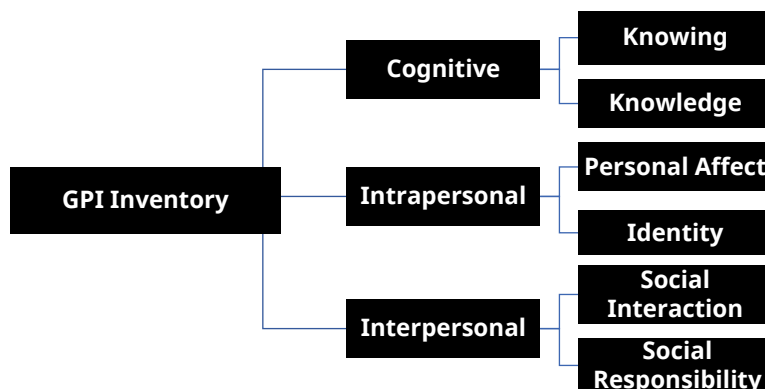 Knowing
Cognitive
Knowledge
GPI Inventory
Personal Affect
Intrapersonal
Identity
Social
Interaction
Interpersonal
Social
Responsibility